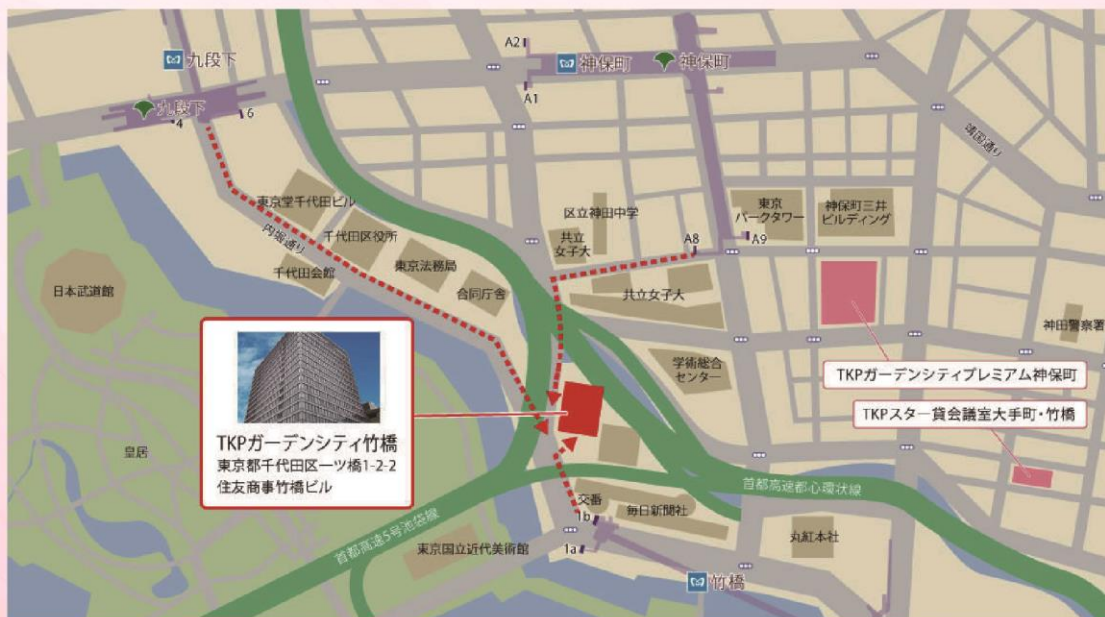 九段下
A2
神保町
神保町
九段下
4
6
A1
靖国通り
東京堂千代田ビル
区立神田中学
東京
パークタワー
神保町三井
ビルディング
内堀通り
千代田区役所
共立
女子大
A8
A9
千代田会館
東京法務局
日本武道館
合同庁舎
共立女子大
神田警察署
学術総合
センター
TKPガーデンシティプレミアム神保町
TKPスター貸会議室大手町・竹橋
TKPガーデンシティ竹橋
東京都千代田区一ツ橋1-2-2
住友商事竹橋ビル
皇居
首都高速都心環状線
交番
1b
毎日新聞社
首都高速5号池袋線
東京国立近代美術館
1a
丸紅本社
竹橋